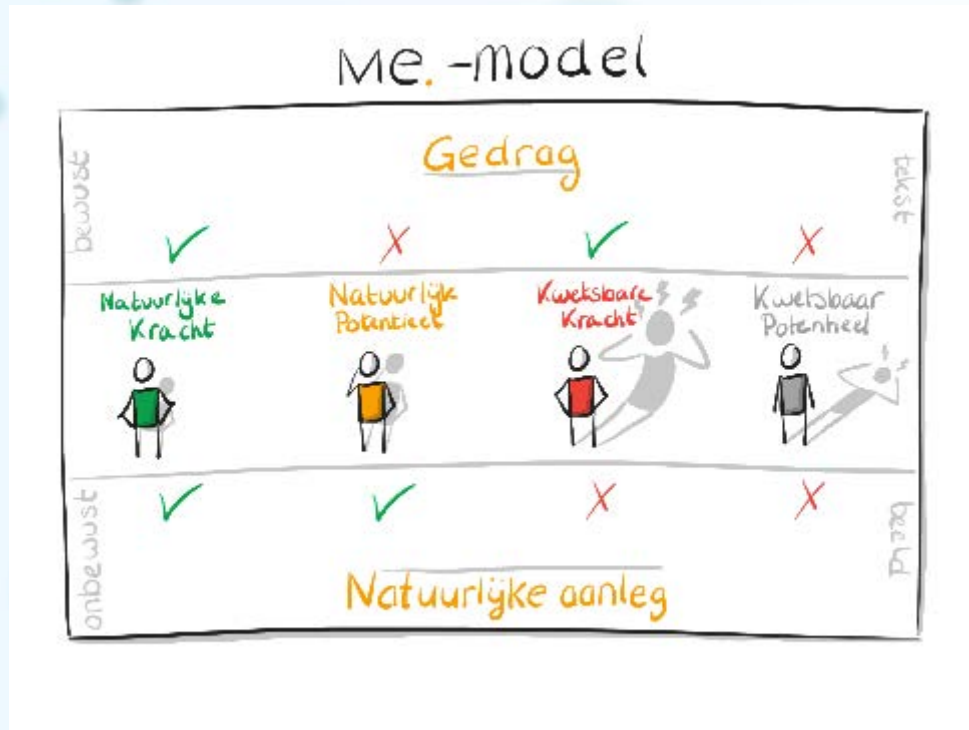 Me.-model
Gedrag
bewust
tekst
Natuurlijke
Kracht
Natuurlijk
Potentieel
Kwetsbare
Kracht
Kwetsbaar
Potentieel
onbewust
beeld
Natuurlijke aanleg